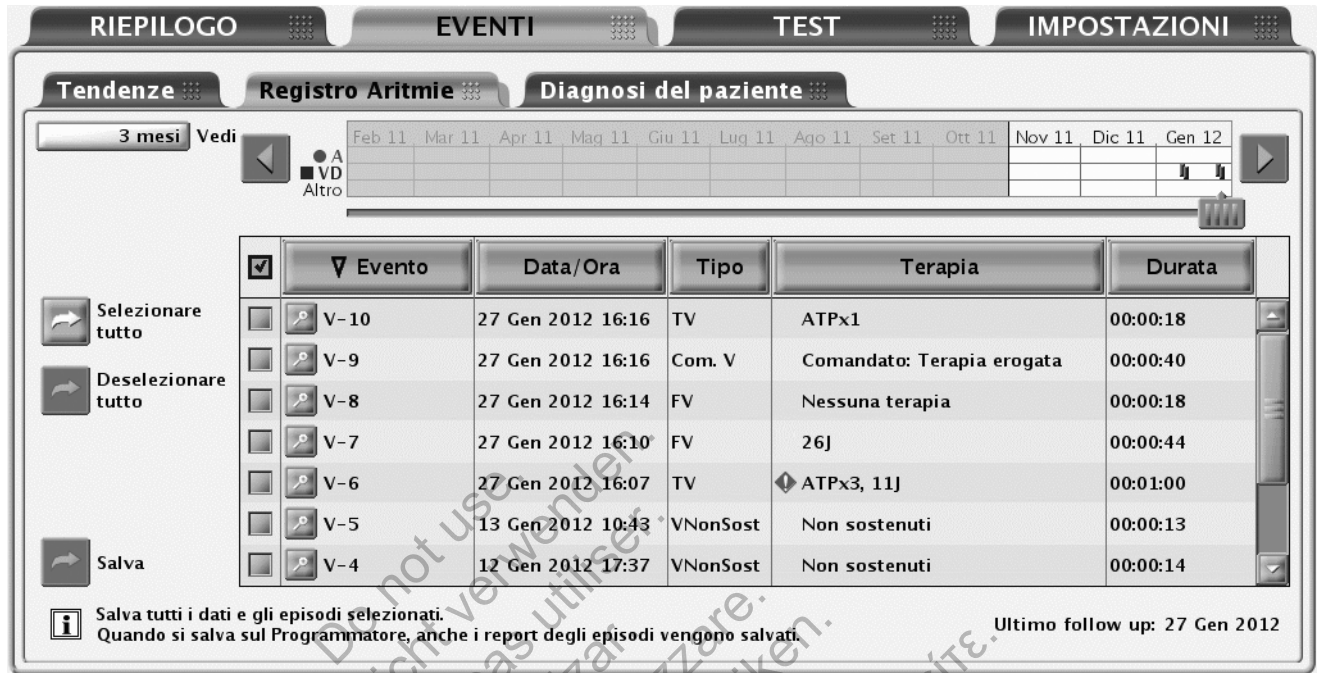 RIEPILOGO EVENTI TEST IMPOSTAZIONI
Tendenze Registro Aritmie Diagnosi del paziente
3 mesi Vedi
Feb 11 Mar 11 Apr 11 Mag 11 Giu 11 Lug 11 Ago 11 Set 11 Ott 11 Nov 11 Dic 11 Gen 12
A
VD
Altro
Evento Data/Ora Tipo Terapia Durata
Selezionare tutto
Deselezionare tutto
Salva
V-10 27 Gen 2012 16:16 TV ATPx1 00:00:18
V-9 27 Gen 2012 16:16 Com. V Comandato: Terapia erogata 00:00:40
V-8 27 Gen 2012 16:14 FV Nessuna terapia 00:00:18
V-7 27 Gen 2012 16:10 FV 26J 00:00:44
V-6 27 Gen 2012 16:07 TV ATPx3, 11J 00:01:00
V-5 13 Gen 2012 10:43 VNonSost Non sostenuti 00:00:13
V-4 12 Gen 2012 17:37 VNonSost Non sostenuti 00:00:14
i Salva tutti i dati e gli episodi selezionati.
Quando si salva sul Programmatore, anche i report degli episodi vengono salvati.
Ultimo follow up: 27 Gen 2012
Do not use.
verwenden.
utiliser.